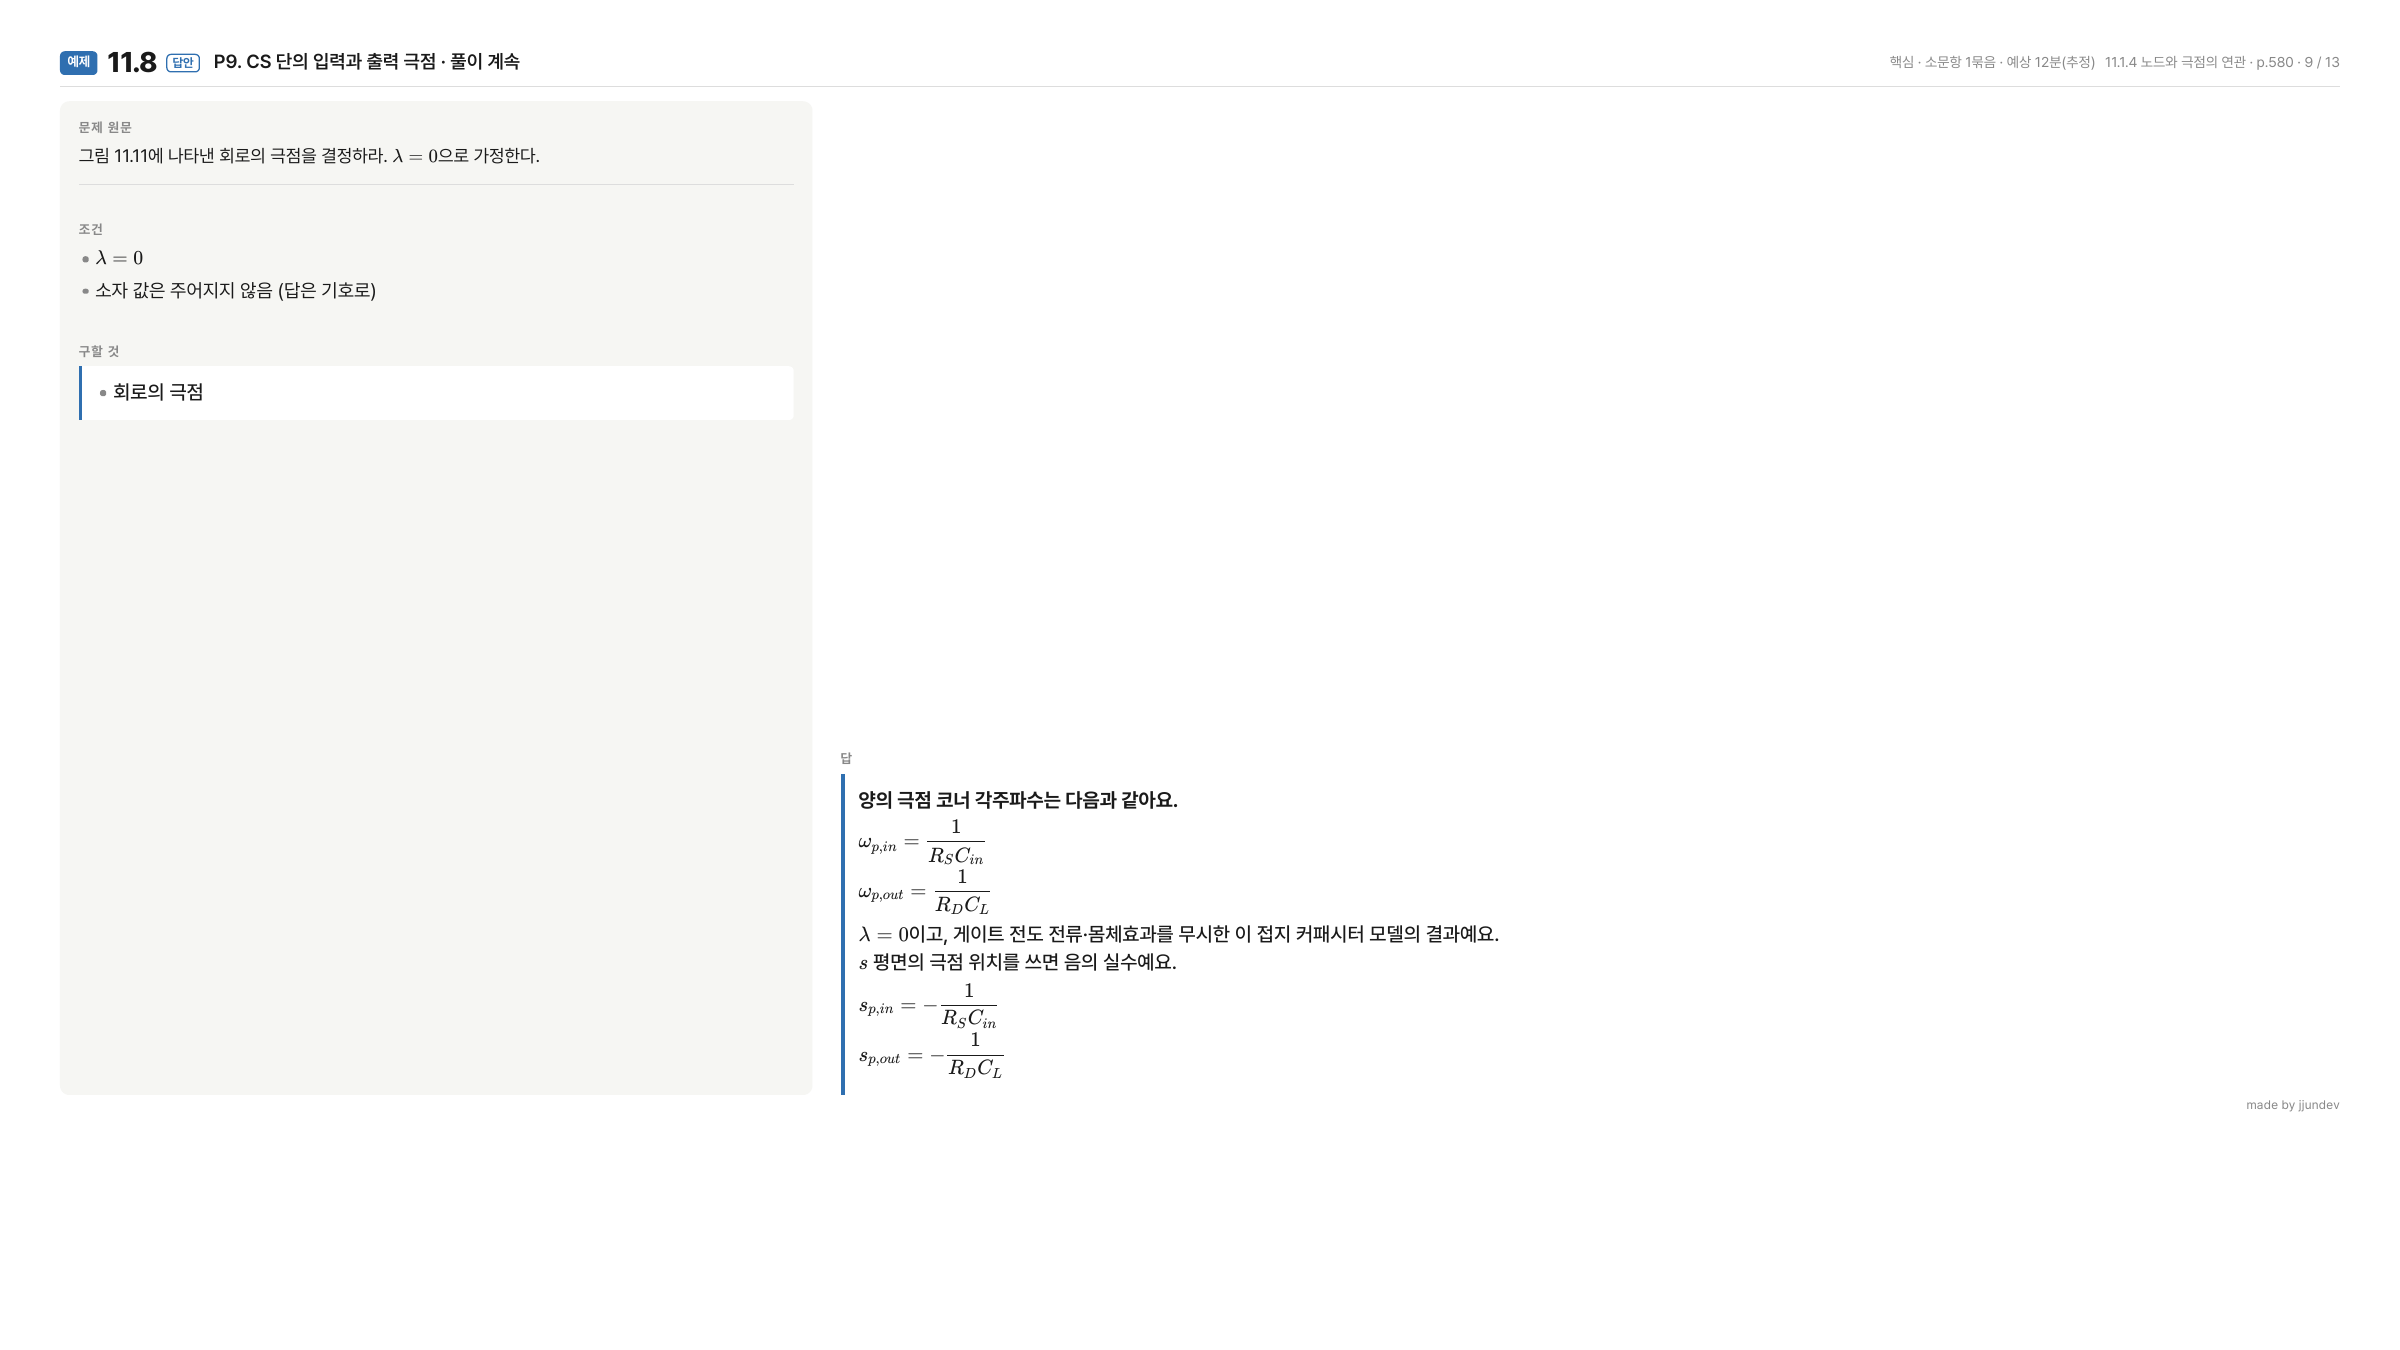 예제 11.8 답안 P9. CS 단의 입력과 출력 극점 · 풀이 계속
핵심 · 소문항 1묶음 · 예상 12분(추정) 11.1.4 노드와 극점의 연관 · p.580 · 9 / 13
문제 원문
그림 11.11에 나타낸 회로의 극점을 결정하라. λ = 0으로 가정한다.
조건
• λ = 0
• 소자 값은 주어지지 않음 (답은 기호로)
구할 것
• 회로의 극점
답
양의 극점 코너 각주파수는 다음과 같아요.
$\omega_{p,in} = \frac{1}{R_S C_{in}}$
$\omega_{p,out} = \frac{1}{R_D C_L}$
λ = 0이고, 게이트 전도 전류·몸체효과를 무시한 이 접지 커패시터 모델의 결과예요.
s 평면의 극점 위치를 쓰면 음의 실수예요.
$s_{p,in} = -\frac{1}{R_S C_{in}}$
$s_{p,out} = -\frac{1}{R_D C_L}$
made by jjundev